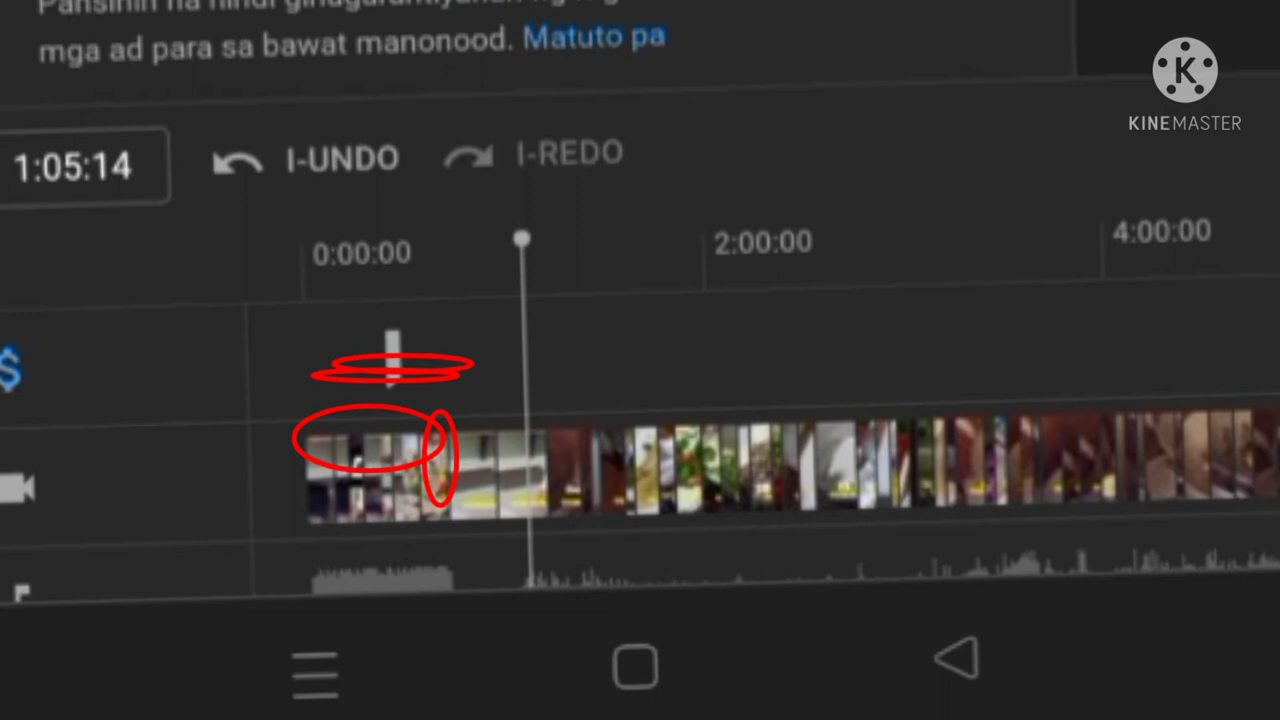 mga ad para sa bawat manonood. Matuto pa
K
KINEMASTER
1:05:14
I-UNDO
I-REDO
0:00:00
2:00:00
4:00:00
$